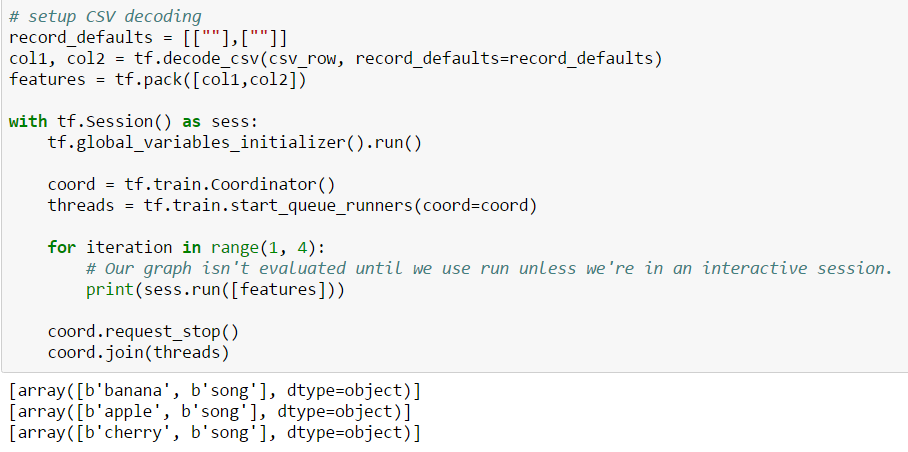 # setup CSV decoding
record_defaults = [[""],[""]]
col1, col2 = tf.decode_csv(csv_row, record_defaults=record_defaults)
features = tf.pack([col1,col2])

with tf.Session() as sess:
    tf.global_variables_initializer().run()

    coord = tf.train.Coordinator()
    threads = tf.train.start_queue_runners(coord=coord)

    for iteration in range(1, 4):
        # Our graph isn't evaluated until we use run unless we're in an interactive session.
        print(sess.run([features]))

    coord.request_stop()
    coord.join(threads)
[array([b'banana', b'song'], dtype=object)]
[array([b'apple', b'song'], dtype=object)]
[array([b'cherry', b'song'], dtype=object)]